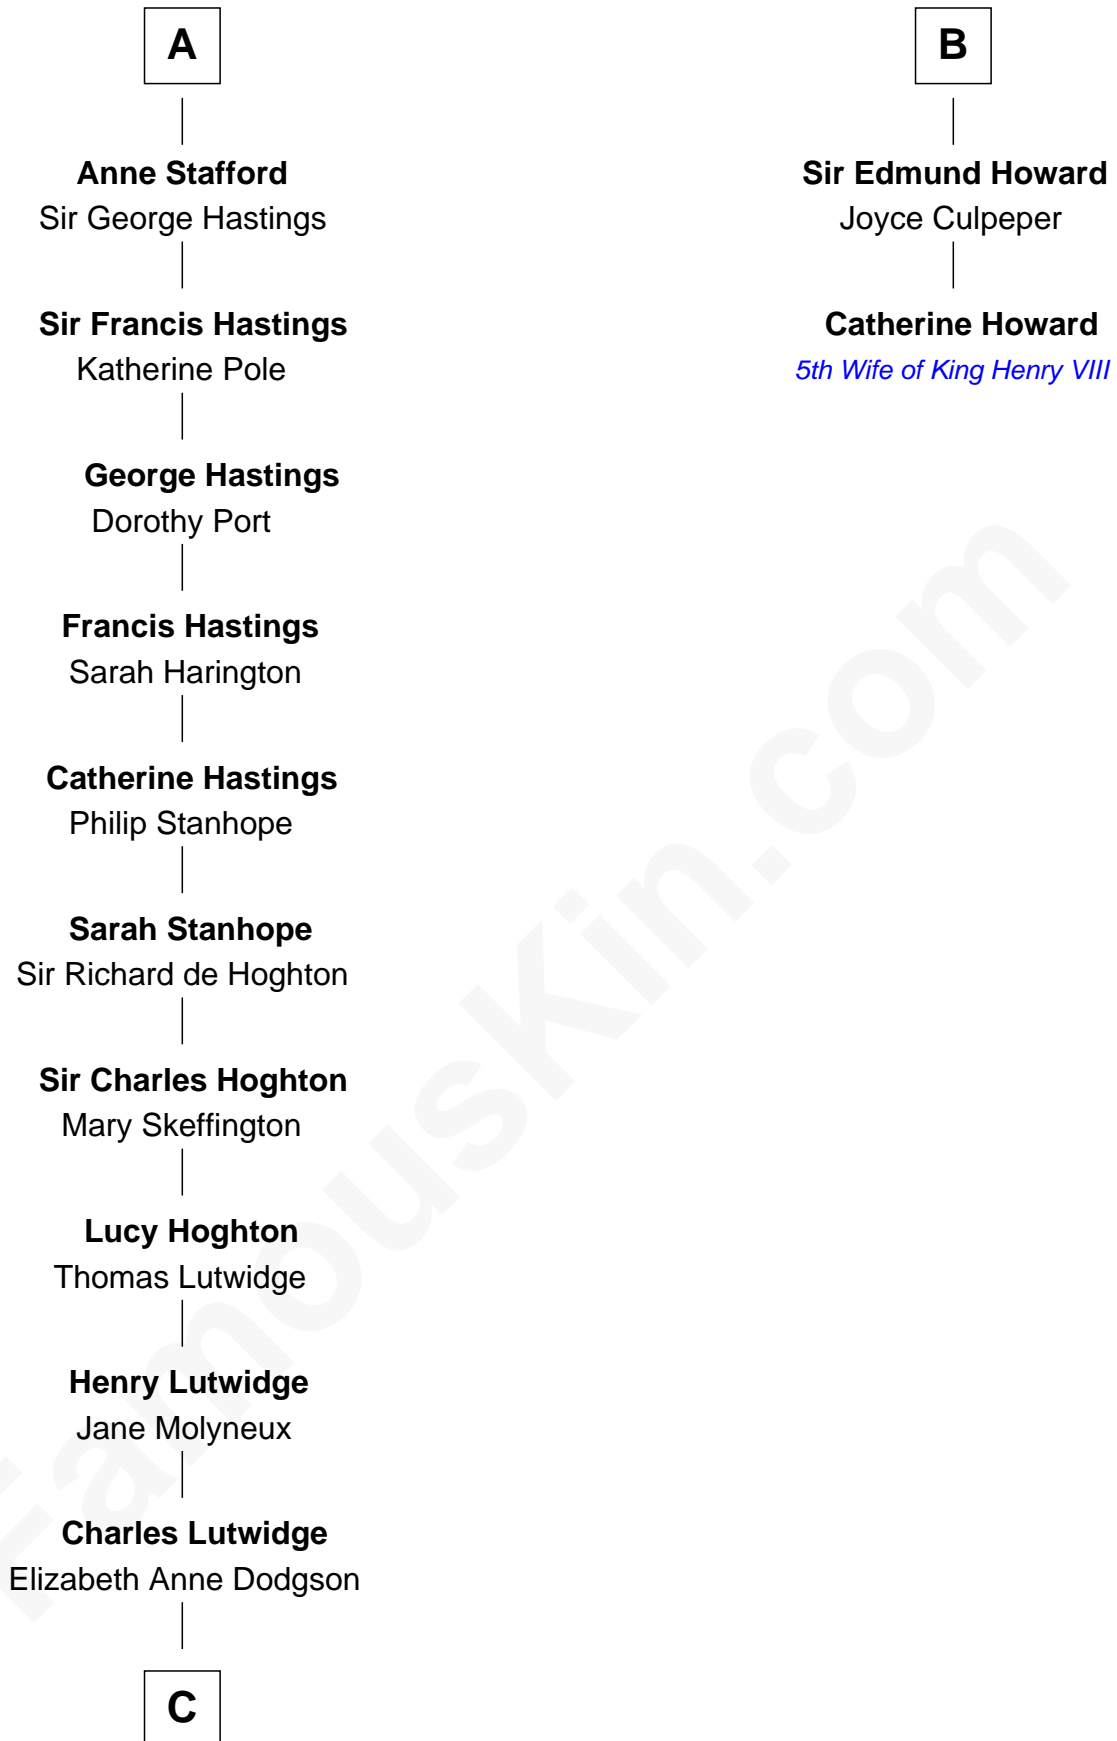 A
Anne Stafford
Sir George Hastings
Sir Francis Hastings
Katherine Pole
George Hastings
Dorothy Port
Francis Hastings
Sarah Harington
Catherine Hastings
Philip Stanhope
Sarah Stanhope
Sir Richard de Hoghton
Sir Charles Hoghton
Mary Skeffington
Lucy Hoghton
Thomas Lutwidge
Henry Lutwidge
Jane Molyneux
Charles Lutwidge
Elizabeth Anne Dodgson
C
B
Sir Edmund Howard
Joyce Culpeper
Catherine Howard
5th Wife of King Henry VIII
FamousKin.com